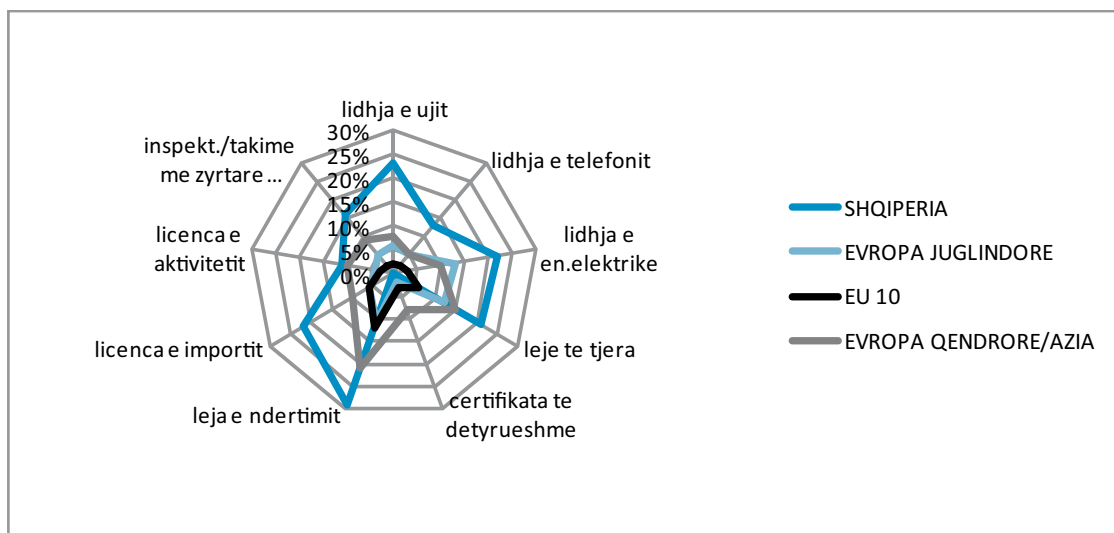 lidhja e ujit
30%
25%
20%
15%
10%
5%
0%
lidhja e telefonit
lidhja e
en.elektrike
leje te tjera
certifikata te
detyrueshme
leja e ndertimit
licenca e importit
licenca e
aktivitetit
inspekt./takime
me zyrtare ...
SHQIPERIA
EVROPA JUGLINDORE
EU 10
EVROPA QENDRORE/AZIA